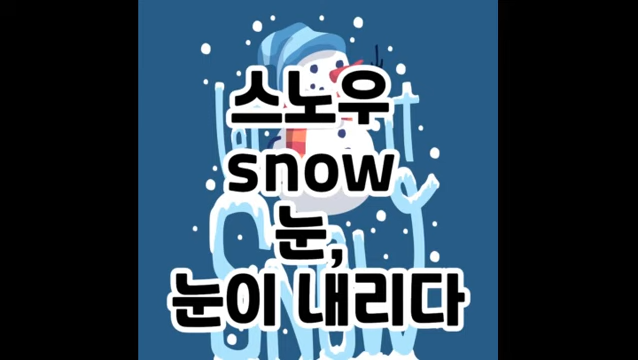 스노우
snow
눈,
눈이 내리다